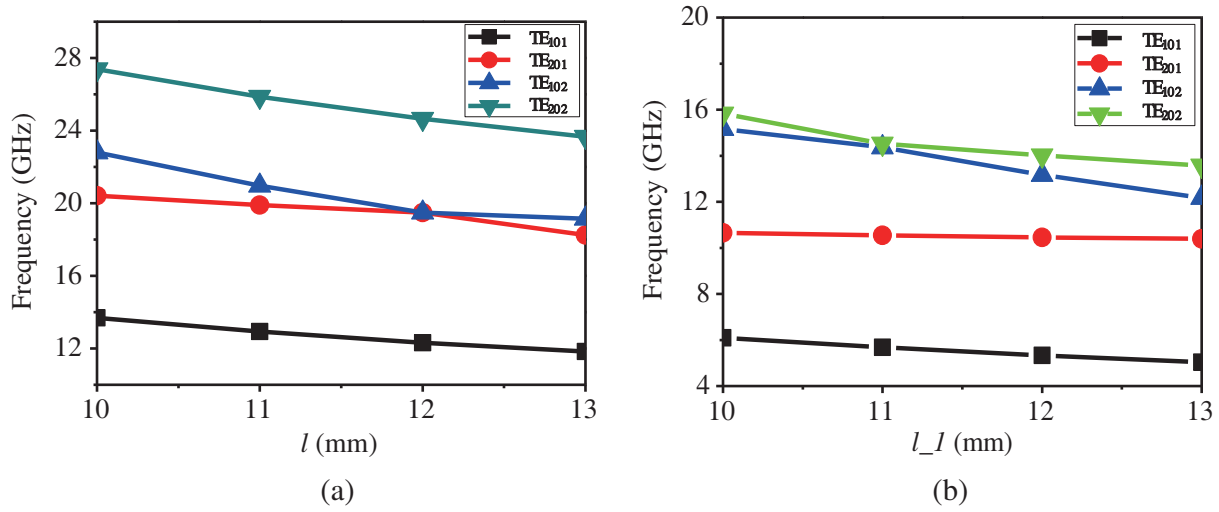 28
24
20
16
12
Frequency (GHz)
TE₁₀₁
TE₂₀₁
TE₁₀₂
TE₂₀₂
10 11 12 13
l (mm)
(a)
20
16
12
8
4
Frequency (GHz)
TE₁₀₁
TE₂₀₁
TE₁₀₂
TE₂₀₂
10 11 12 13
l_1 (mm)
(b)